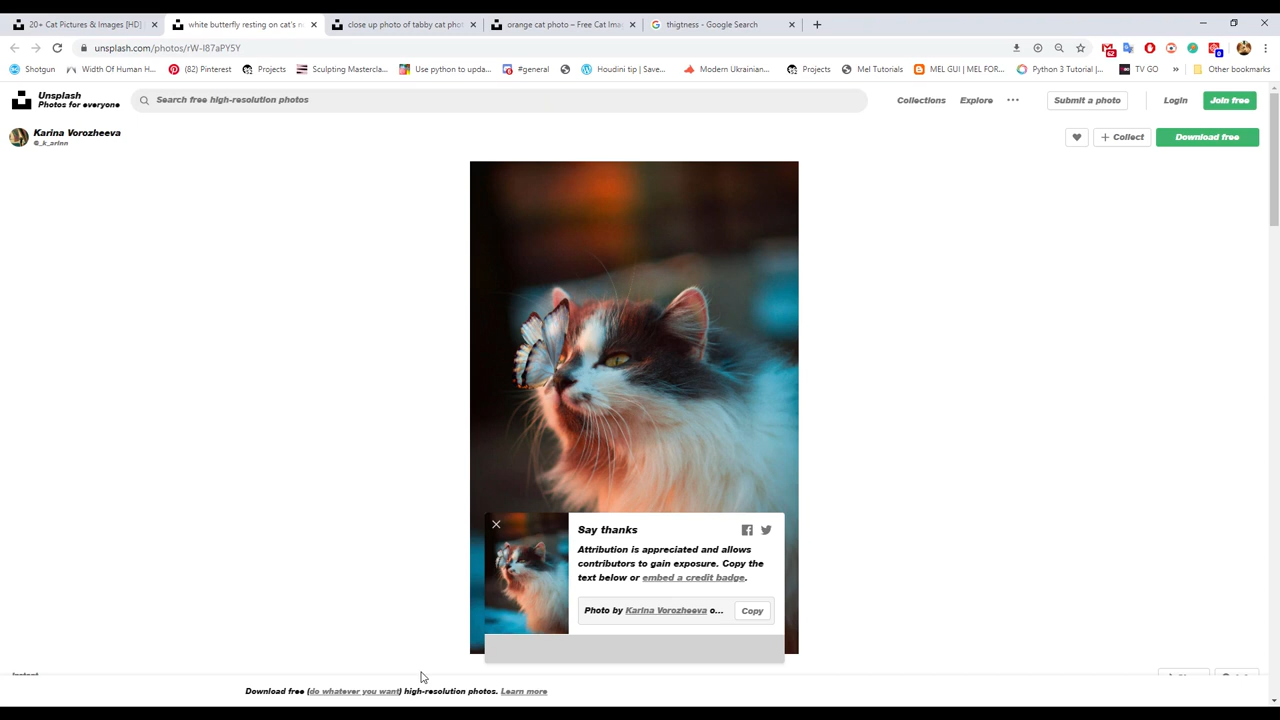 20+ Cat Pictures & Images [HD]
white butterfly resting on cat's n
close up photo of tabby cat phot
orange cat photo – Free Cat Ima
thigtness - Google Search
unsplash.com/photos/rW-I87aPY5Y
62
0
Shotgun
Width Of Human H...
(82) Pinterest
Projects
Sculpting Mastercla...
Use python to upda...
#general
Houdini tip | Save...
Modern Ukrainian...
Projects
Mel Tutorials
MEL GUI | MEL FOR...
Python 3 Tutorial |...
TV GO
»
Other bookmarks
Unsplash
Photos for everyone
Search free high-resolution photos
Collections
Explore
Submit a photo
Login
Join free
Karina Vorozheeva
@_k_arinn
+ Collect
Download free
Say thanks
Attribution is appreciated and allows
contributors to gain exposure. Copy the
text below or embed a credit badge.
Photo by Karina Vorozheeva o...
Copy
Download free (do whatever you want) high-resolution photos. Learn more